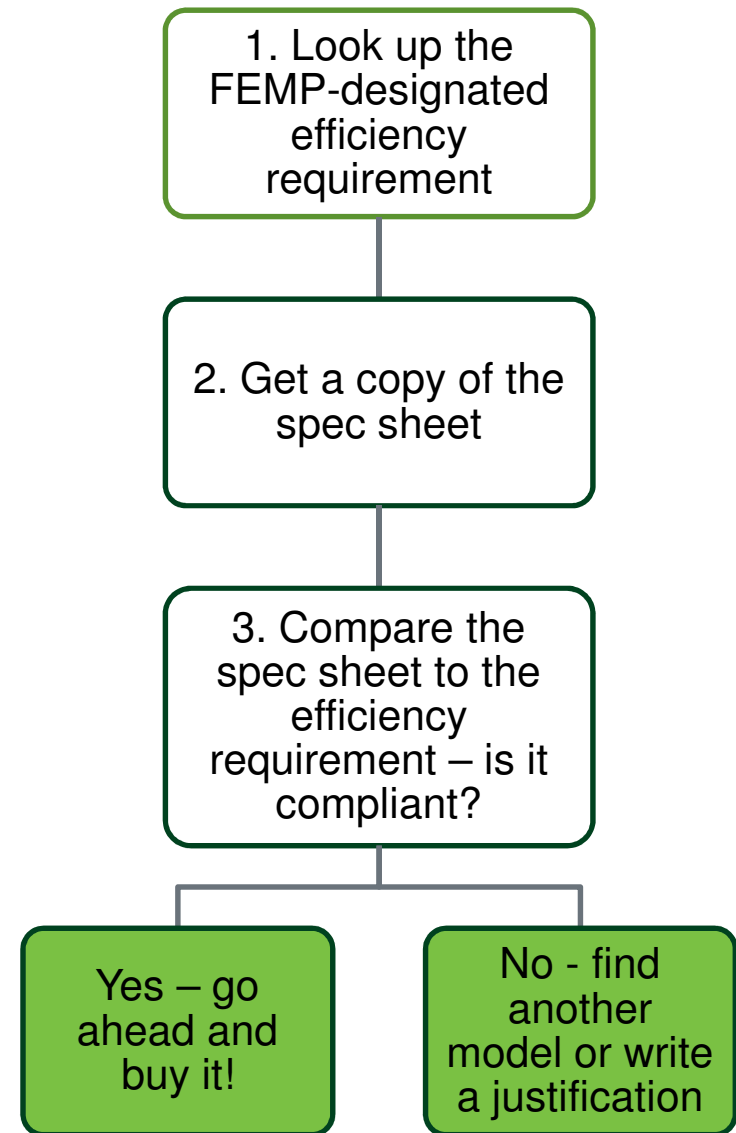 1. Look up the
FEMP-designated
efficiency
requirement
2. Get a copy of the
spec sheet
3. Compare the
spec sheet to the
efficiency
requirement – is it
compliant?
Yes – go
ahead and
buy it!
No - find
another
model or write
a justification